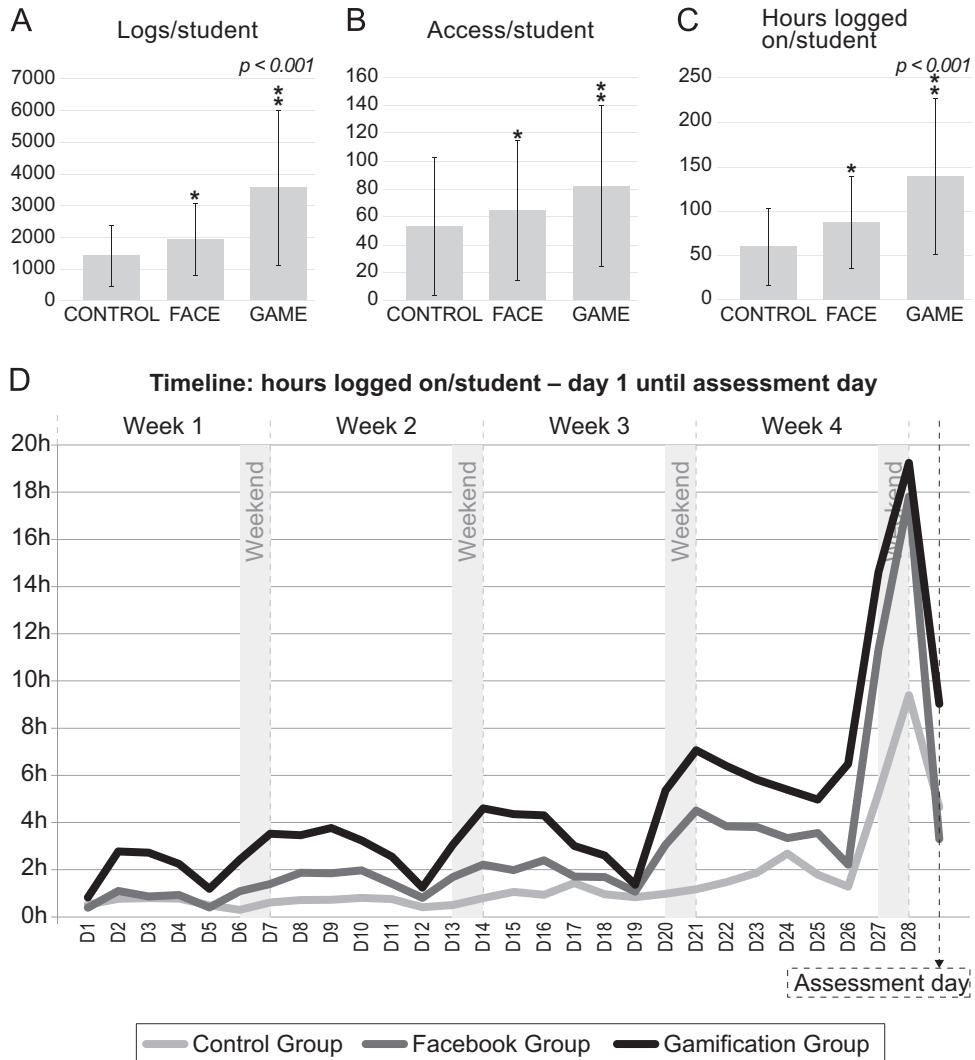 A
Logs/student
p < 0.001
7000
6000
5000
4000
3000
2000
1000
0
**
*
CONTROL FACE GAME
B
Access/student
160
140
120
100
80
60
40
20
0
**
*
CONTROL FACE GAME
C
Hours logged
on/student
p < 0.001
250
200
150
100
50
0
**
*
CONTROL FACE GAME
D
Timeline: hours logged on/student – day 1 until assessment day
Week 1 Week 2 Week 3 Week 4
20h
18h
16h
14h
12h
10h
8h
6h
4h
2h
0h
Weekend
Weekend
Weekend
Weekend
D1 D2 D3 D4 D5 D6 D7 D8 D9 D10 D11 D12 D13 D14 D15 D16 D17 D18 D19 D20 D21 D22 D23 D24 D25 D26 D27 D28
Assessment day
Control Group Facebook Group Gamification Group